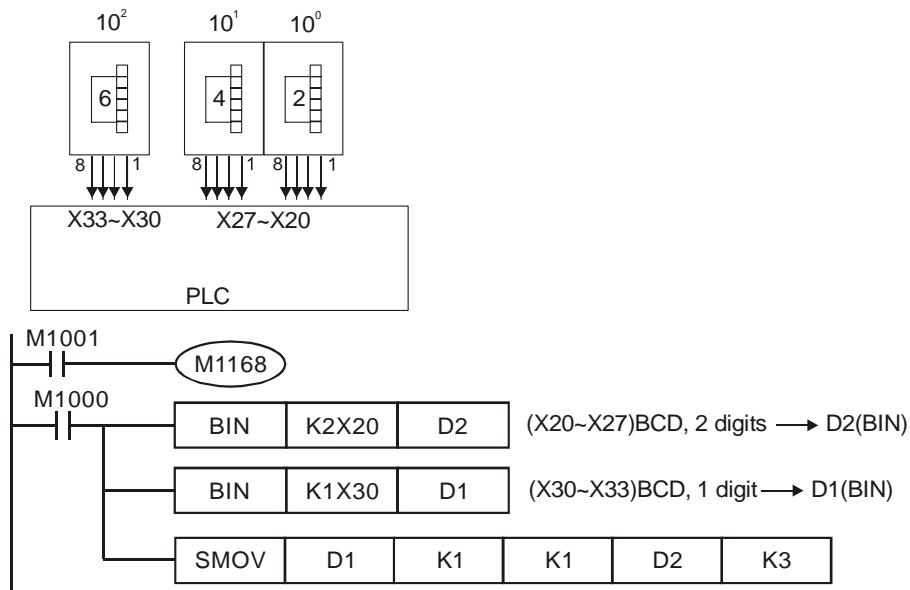 10² 10¹ 10⁰
6 4 2
8 1 8 1 8 1
X33~X30 X27~X20
PLC
M1001
M1168
M1000
BIN K2X20 D2 (X20~X27)BCD, 2 digits → D2(BIN)
BIN K1X30 D1 (X30~X33)BCD, 1 digit → D1(BIN)
SMOV D1 K1 K1 D2 K3